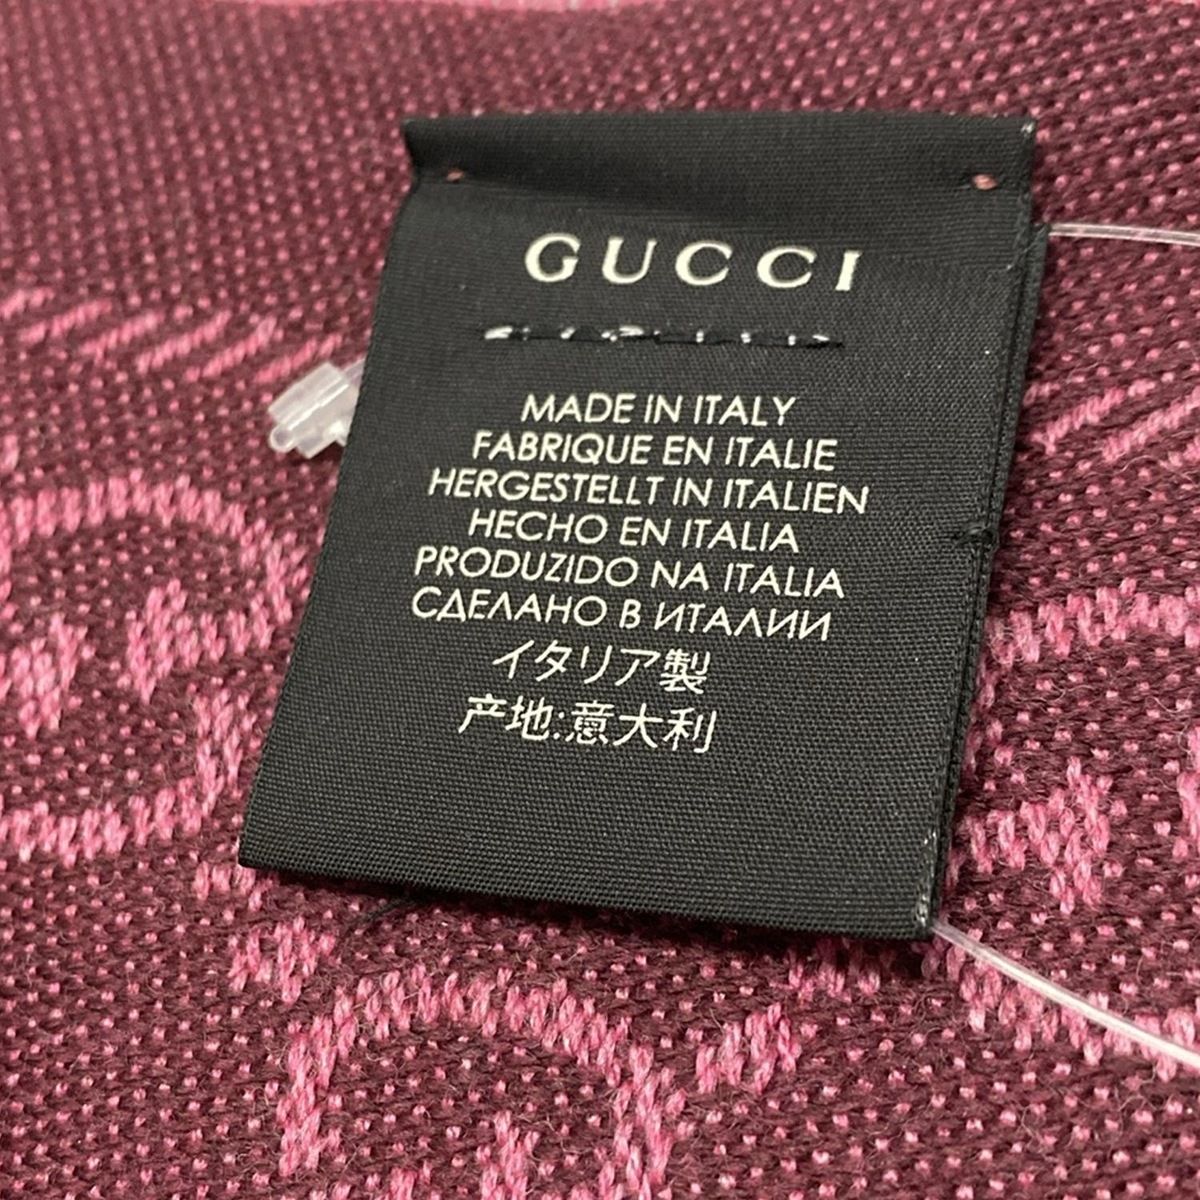 GUCCI
MADE IN ITALY
FABRIQUE EN ITALIE
HERGESTELLT IN ITALIEN
HECHO EN ITALIA
PRODUZIDO NA ITALIA
СДЕЛАНО В ИТАЛИИ
イタリア製
产地:意大利